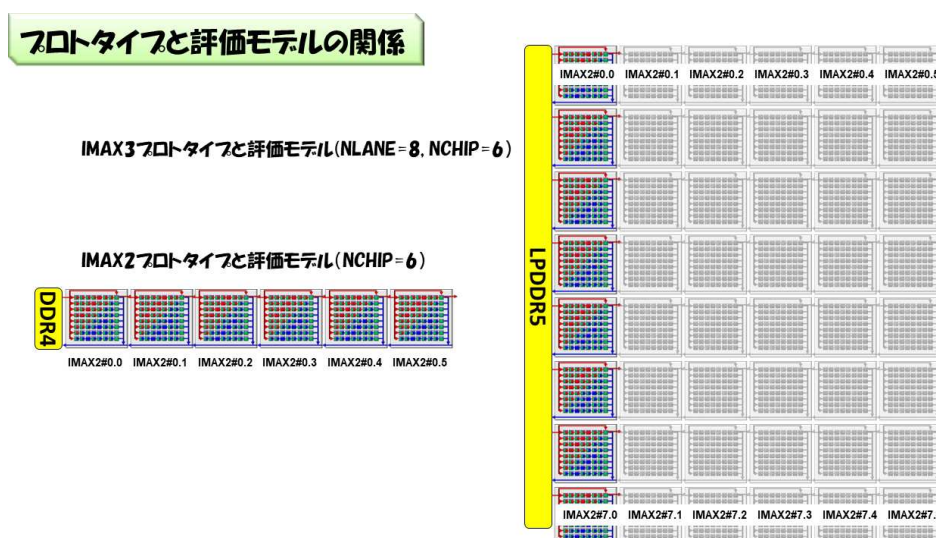 プロトタイプと評価モデルの関係
IMAX3プロトタイプと評価モデル(NLANE=8, NCHIP=6)
IMAX2プロトタイプと評価モデル(NCHIP=6)
DDR4
IMAX2#0.0 IMAX2#0.1 IMAX2#0.2 IMAX2#0.3 IMAX2#0.4 IMAX2#0.5
LPDDR5
IMAX2#0.0 IMAX2#0.1 IMAX2#0.2 IMAX2#0.3 IMAX2#0.4 IMAX2#0.5
IMAX2#7.0 IMAX2#7.1 IMAX2#7.2 IMAX2#7.3 IMAX2#7.4 IMAX2#7.